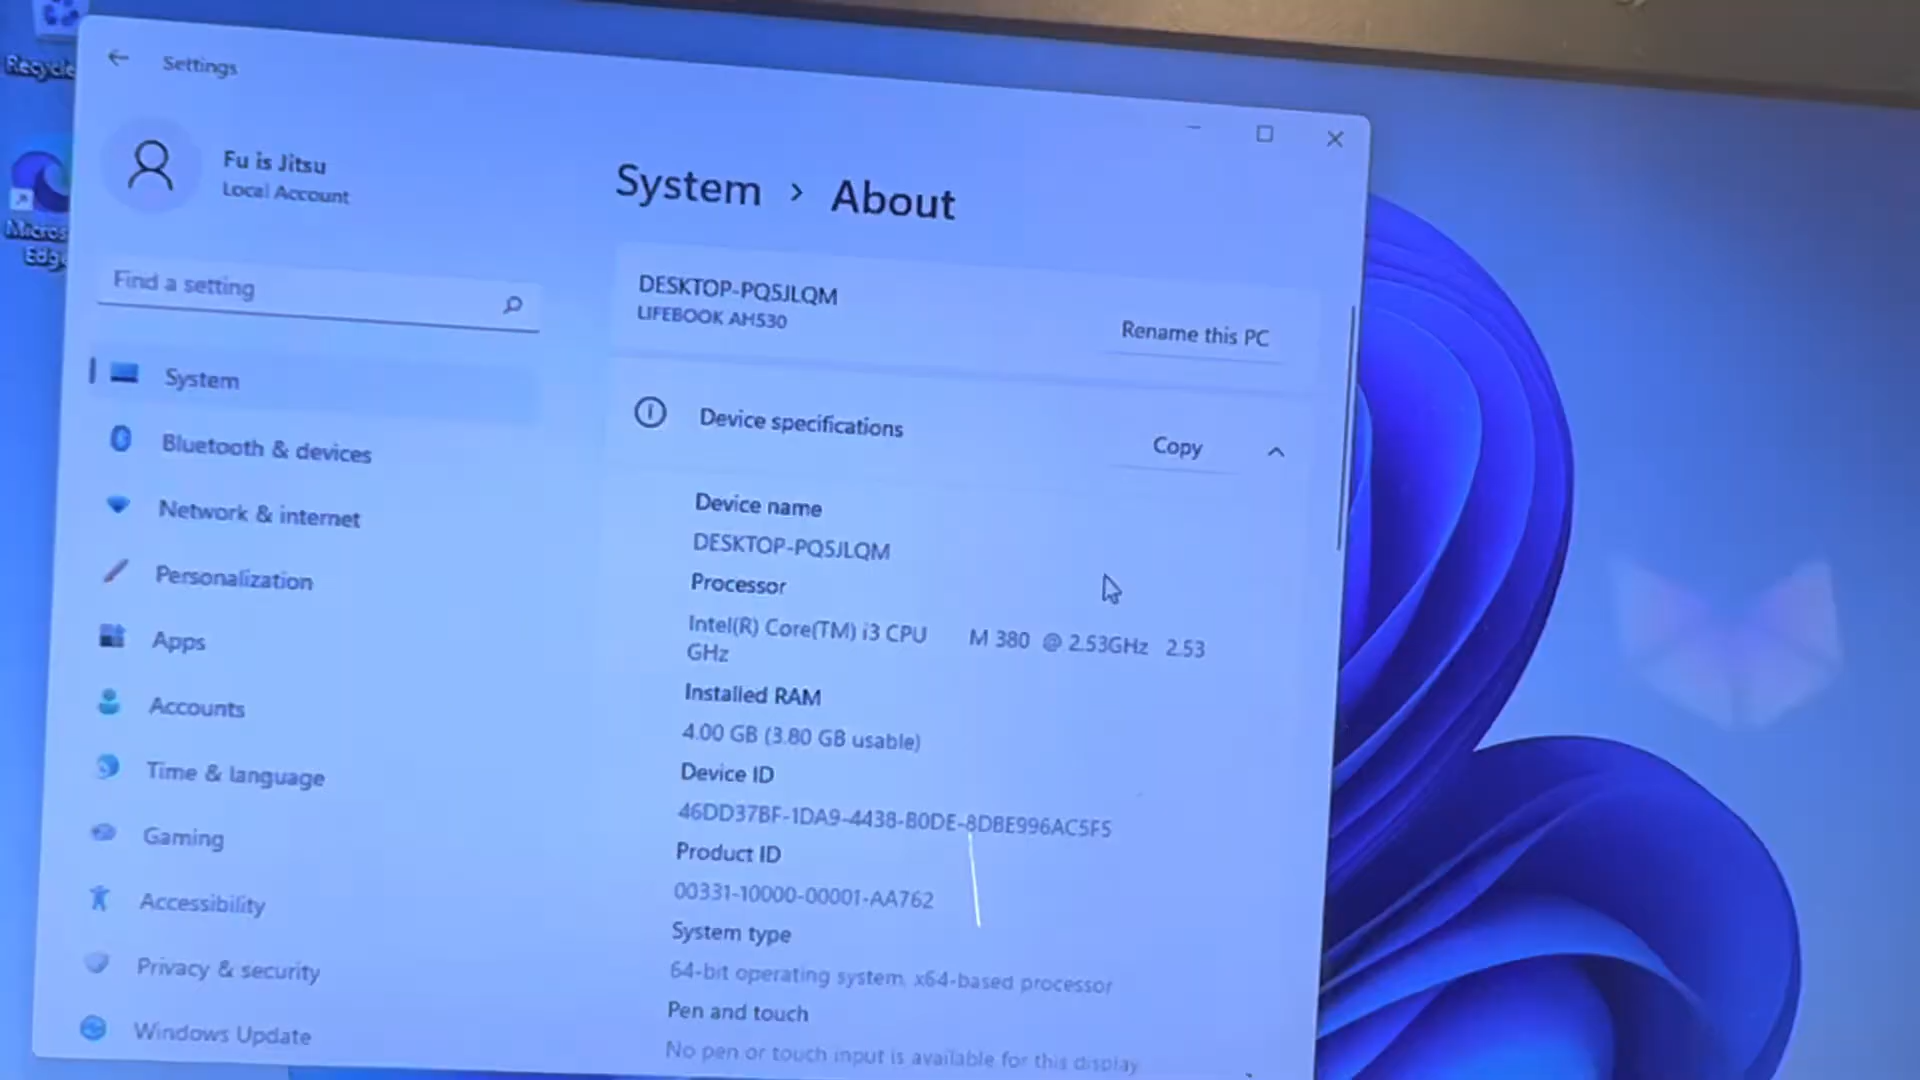 Recycle
Micros
Edge
Settings
Fu is Jitsu
Local Account
Find a setting
System
Bluetooth & devices
Network & internet
Personalization
Apps
Accounts
Time & language
Gaming
Accessibility
Privacy & security
Windows Update
System > About
DESKTOP-PQ5JLQM
LIFEBOOK AH530
Rename this PC
Device specifications
Copy
Device name
DESKTOP-PQ5JLQM
Processor
Intel(R) Core(TM) i3 CPU M 380 @ 2.53GHz 2.53
GHz
Installed RAM
4.00 GB (3.80 GB usable)
Device ID
46DD37BF-1DA9-4438-B0DE-8DBE996AC5F5
Product ID
00331-10000-00001-AA762
System type
64-bit operating system, x64-based processor
Pen and touch
No pen or touch input is available for this display